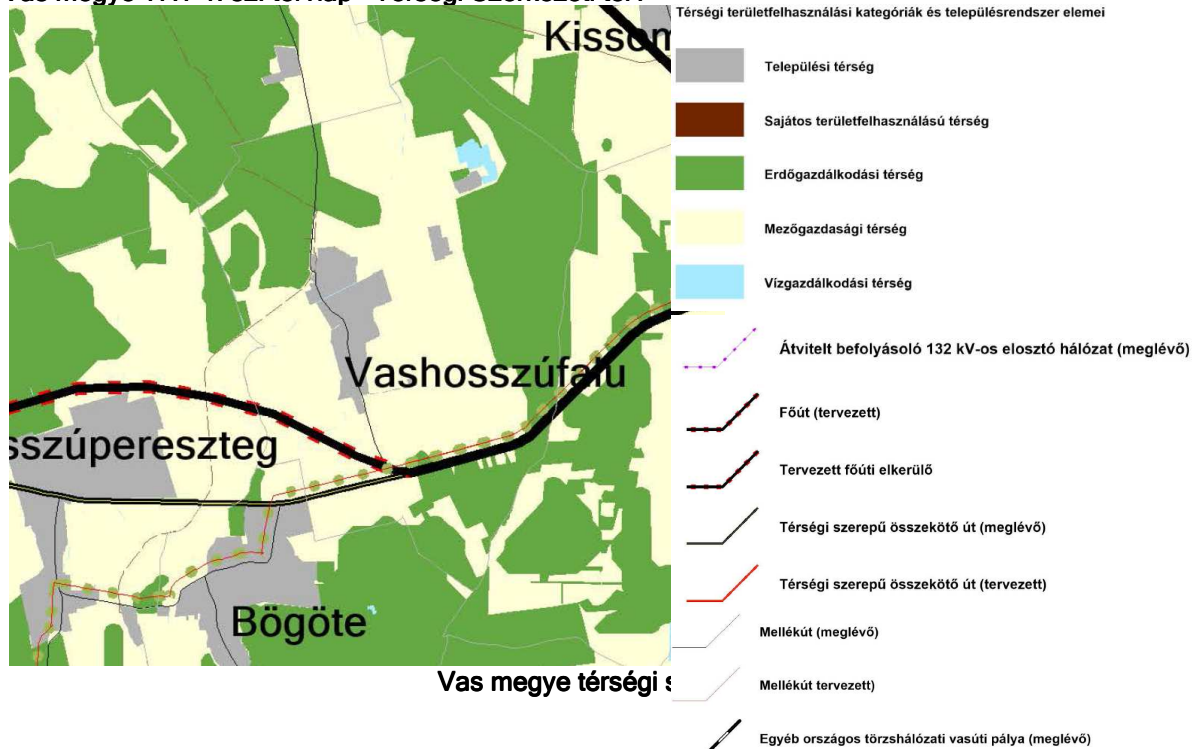 Térségi területfelhasználási kategóriák és településrendszer elemei
Kissom
Települési térség
Sajátos területfelhasználású térség
Erdőgazdálkodási térség
Mezőgazdasági térség
Vízgazdálkodási térség
Átvitelt befolyásoló 132 kV-os elosztó hálózat (meglévő)
Vashosszúfalu
Főút (tervezett)
sszúpereszteg
Tervezett főúti elkerülő
Térségi szerepű összekötő út (meglévő)
Térségi szerepű összekötő út (tervezett)
Bögöte
Mellékút (meglévő)
Vas megye térségi s
Mellékút tervezett)
Egyéb országos törzshálózati vasúti pálya (meglévő)